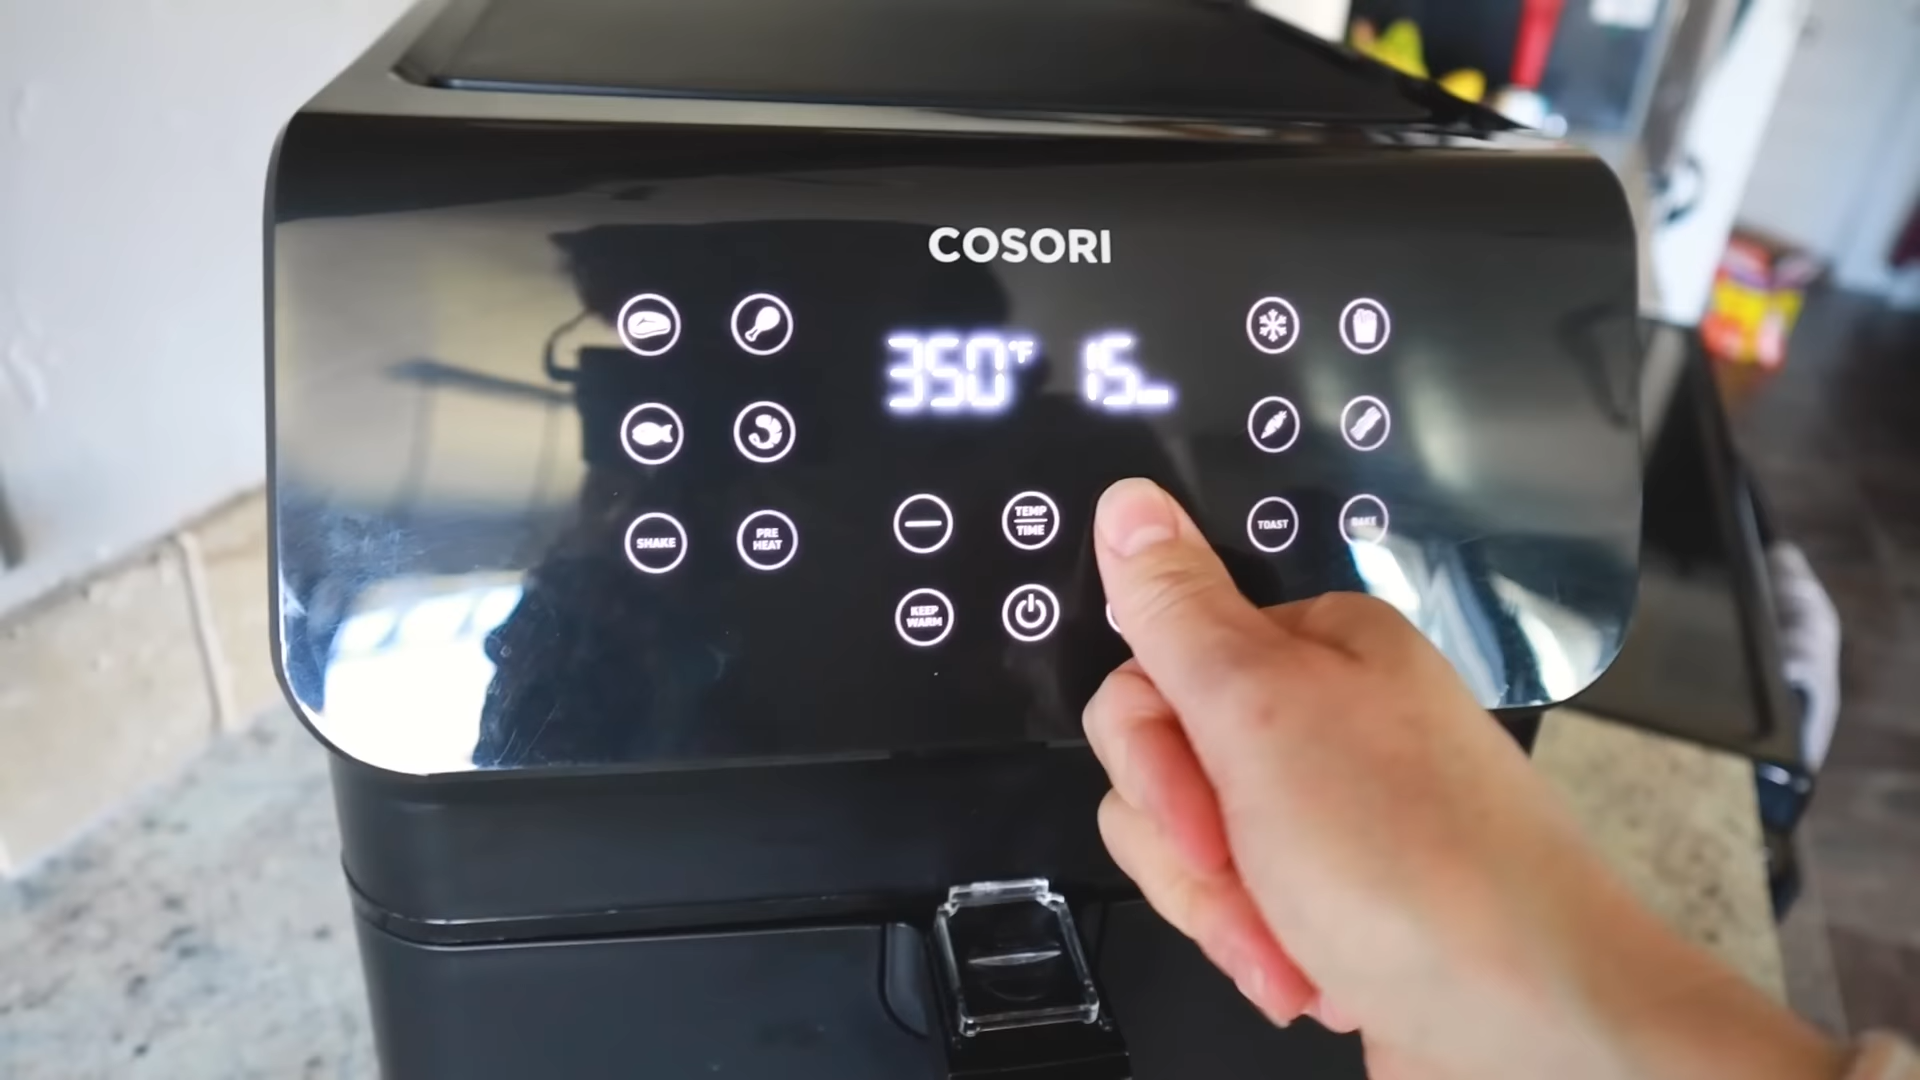 COSORI
350°F 15
SHAKE
PRE
HEAT
TEMP
TIME
TOAST
BAKE
KEEP
WARM